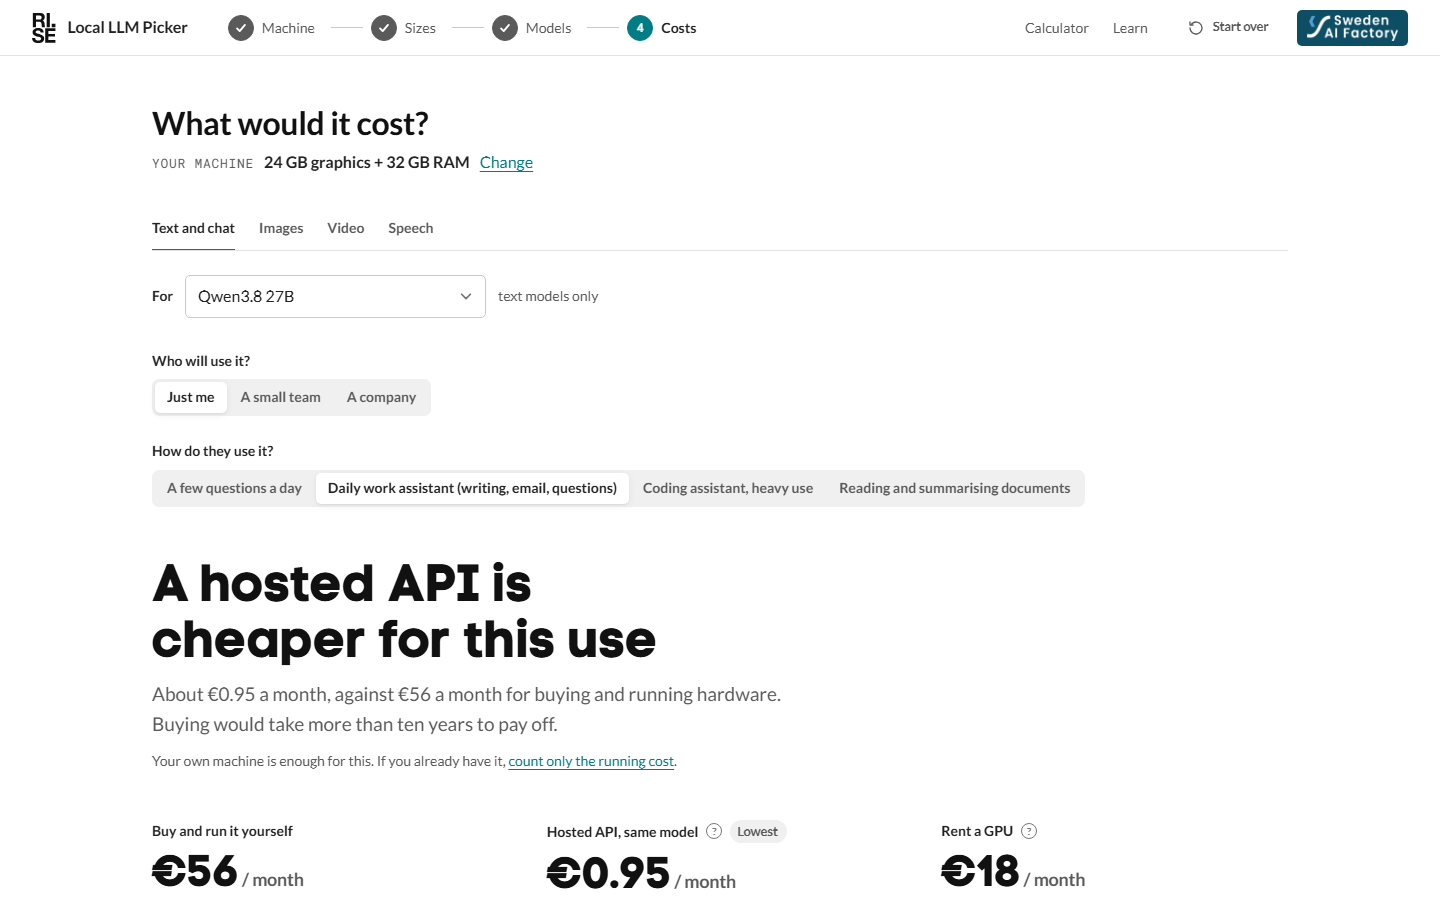 RI.
SE
Local LLM Picker
Machine
Sizes
Models
4
Costs
Calculator
Learn
Start over
Sweden
AI Factory
What would it cost?
YOUR MACHINE 24 GB graphics + 32 GB RAM Change
Text and chat
Images
Video
Speech
For
Qwen3.8 27B
text models only
Who will use it?
Just me
A small team
A company
How do they use it?
A few questions a day
Daily work assistant (writing, email, questions)
Coding assistant, heavy use
Reading and summarising documents
A hosted API is
cheaper for this use
About €0.95 a month, against €56 a month for buying and running hardware.
Buying would take more than ten years to pay off.
Your own machine is enough for this. If you already have it, count only the running cost.
Buy and run it yourself
€56 / month
Hosted API, same model ? Lowest
€0.95 / month
Rent a GPU ?
€18 / month